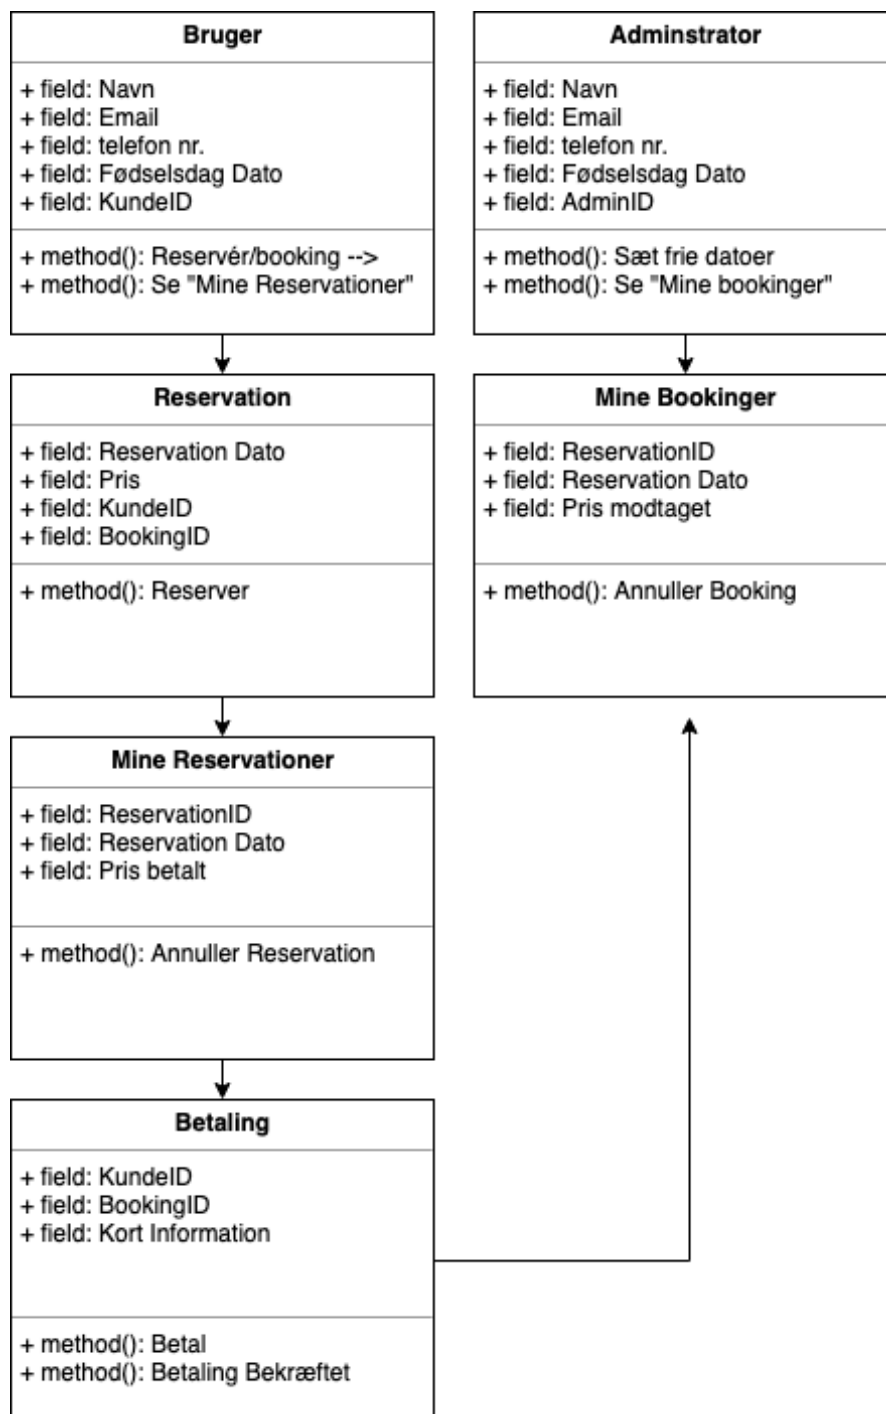 Bruger
+ field: Navn
+ field: Email
+ field: telefon nr.
+ field: Fødselsdag Dato
+ field: KundeID
+ method(): Reservér/booking -->
+ method(): Se "Mine Reservationer"
Adminstrator
+ field: Navn
+ field: Email
+ field: telefon nr.
+ field: Fødselsdag Dato
+ field: AdminID
+ method(): Sæt frie datoer
+ method(): Se "Mine bookinger"
Reservation
+ field: Reservation Dato
+ field: Pris
+ field: KundeID
+ field: BookingID
+ method(): Reserver
Mine Bookinger
+ field: ReservationID
+ field: Reservation Dato
+ field: Pris modtaget
+ method(): Annuller Booking
Mine Reservationer
+ field: ReservationID
+ field: Reservation Dato
+ field: Pris betalt
+ method(): Annuller Reservation
Betaling
+ field: KundeID
+ field: BookingID
+ field: Kort Information
+ method(): Betal
+ method(): Betaling Bekræftet